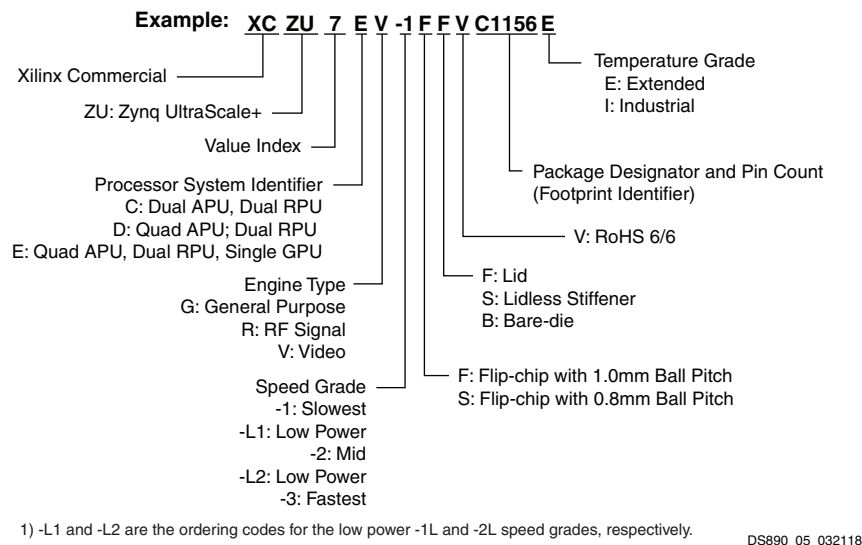 Example: XC ZU 7 E V -1 F F V C1156 E
Xilinx Commercial
ZU: Zynq UltraScale+
Value Index
Processor System Identifier
C: Dual APU, Dual RPU
D: Quad APU; Dual RPU
E: Quad APU, Dual RPU, Single GPU
Engine Type
G: General Purpose
R: RF Signal
V: Video
Speed Grade
-1: Slowest
-L1: Low Power
-2: Mid
-L2: Low Power
-3: Fastest
Temperature Grade
E: Extended
I: Industrial
Package Designator and Pin Count
(Footprint Identifier)
V: RoHS 6/6
F: Lid
S: Lidless Stiffener
B: Bare-die
F: Flip-chip with 1.0mm Ball Pitch
S: Flip-chip with 0.8mm Ball Pitch
1) -L1 and -L2 are the ordering codes for the low power -1L and -2L speed grades, respectively.
DS890_05_032118